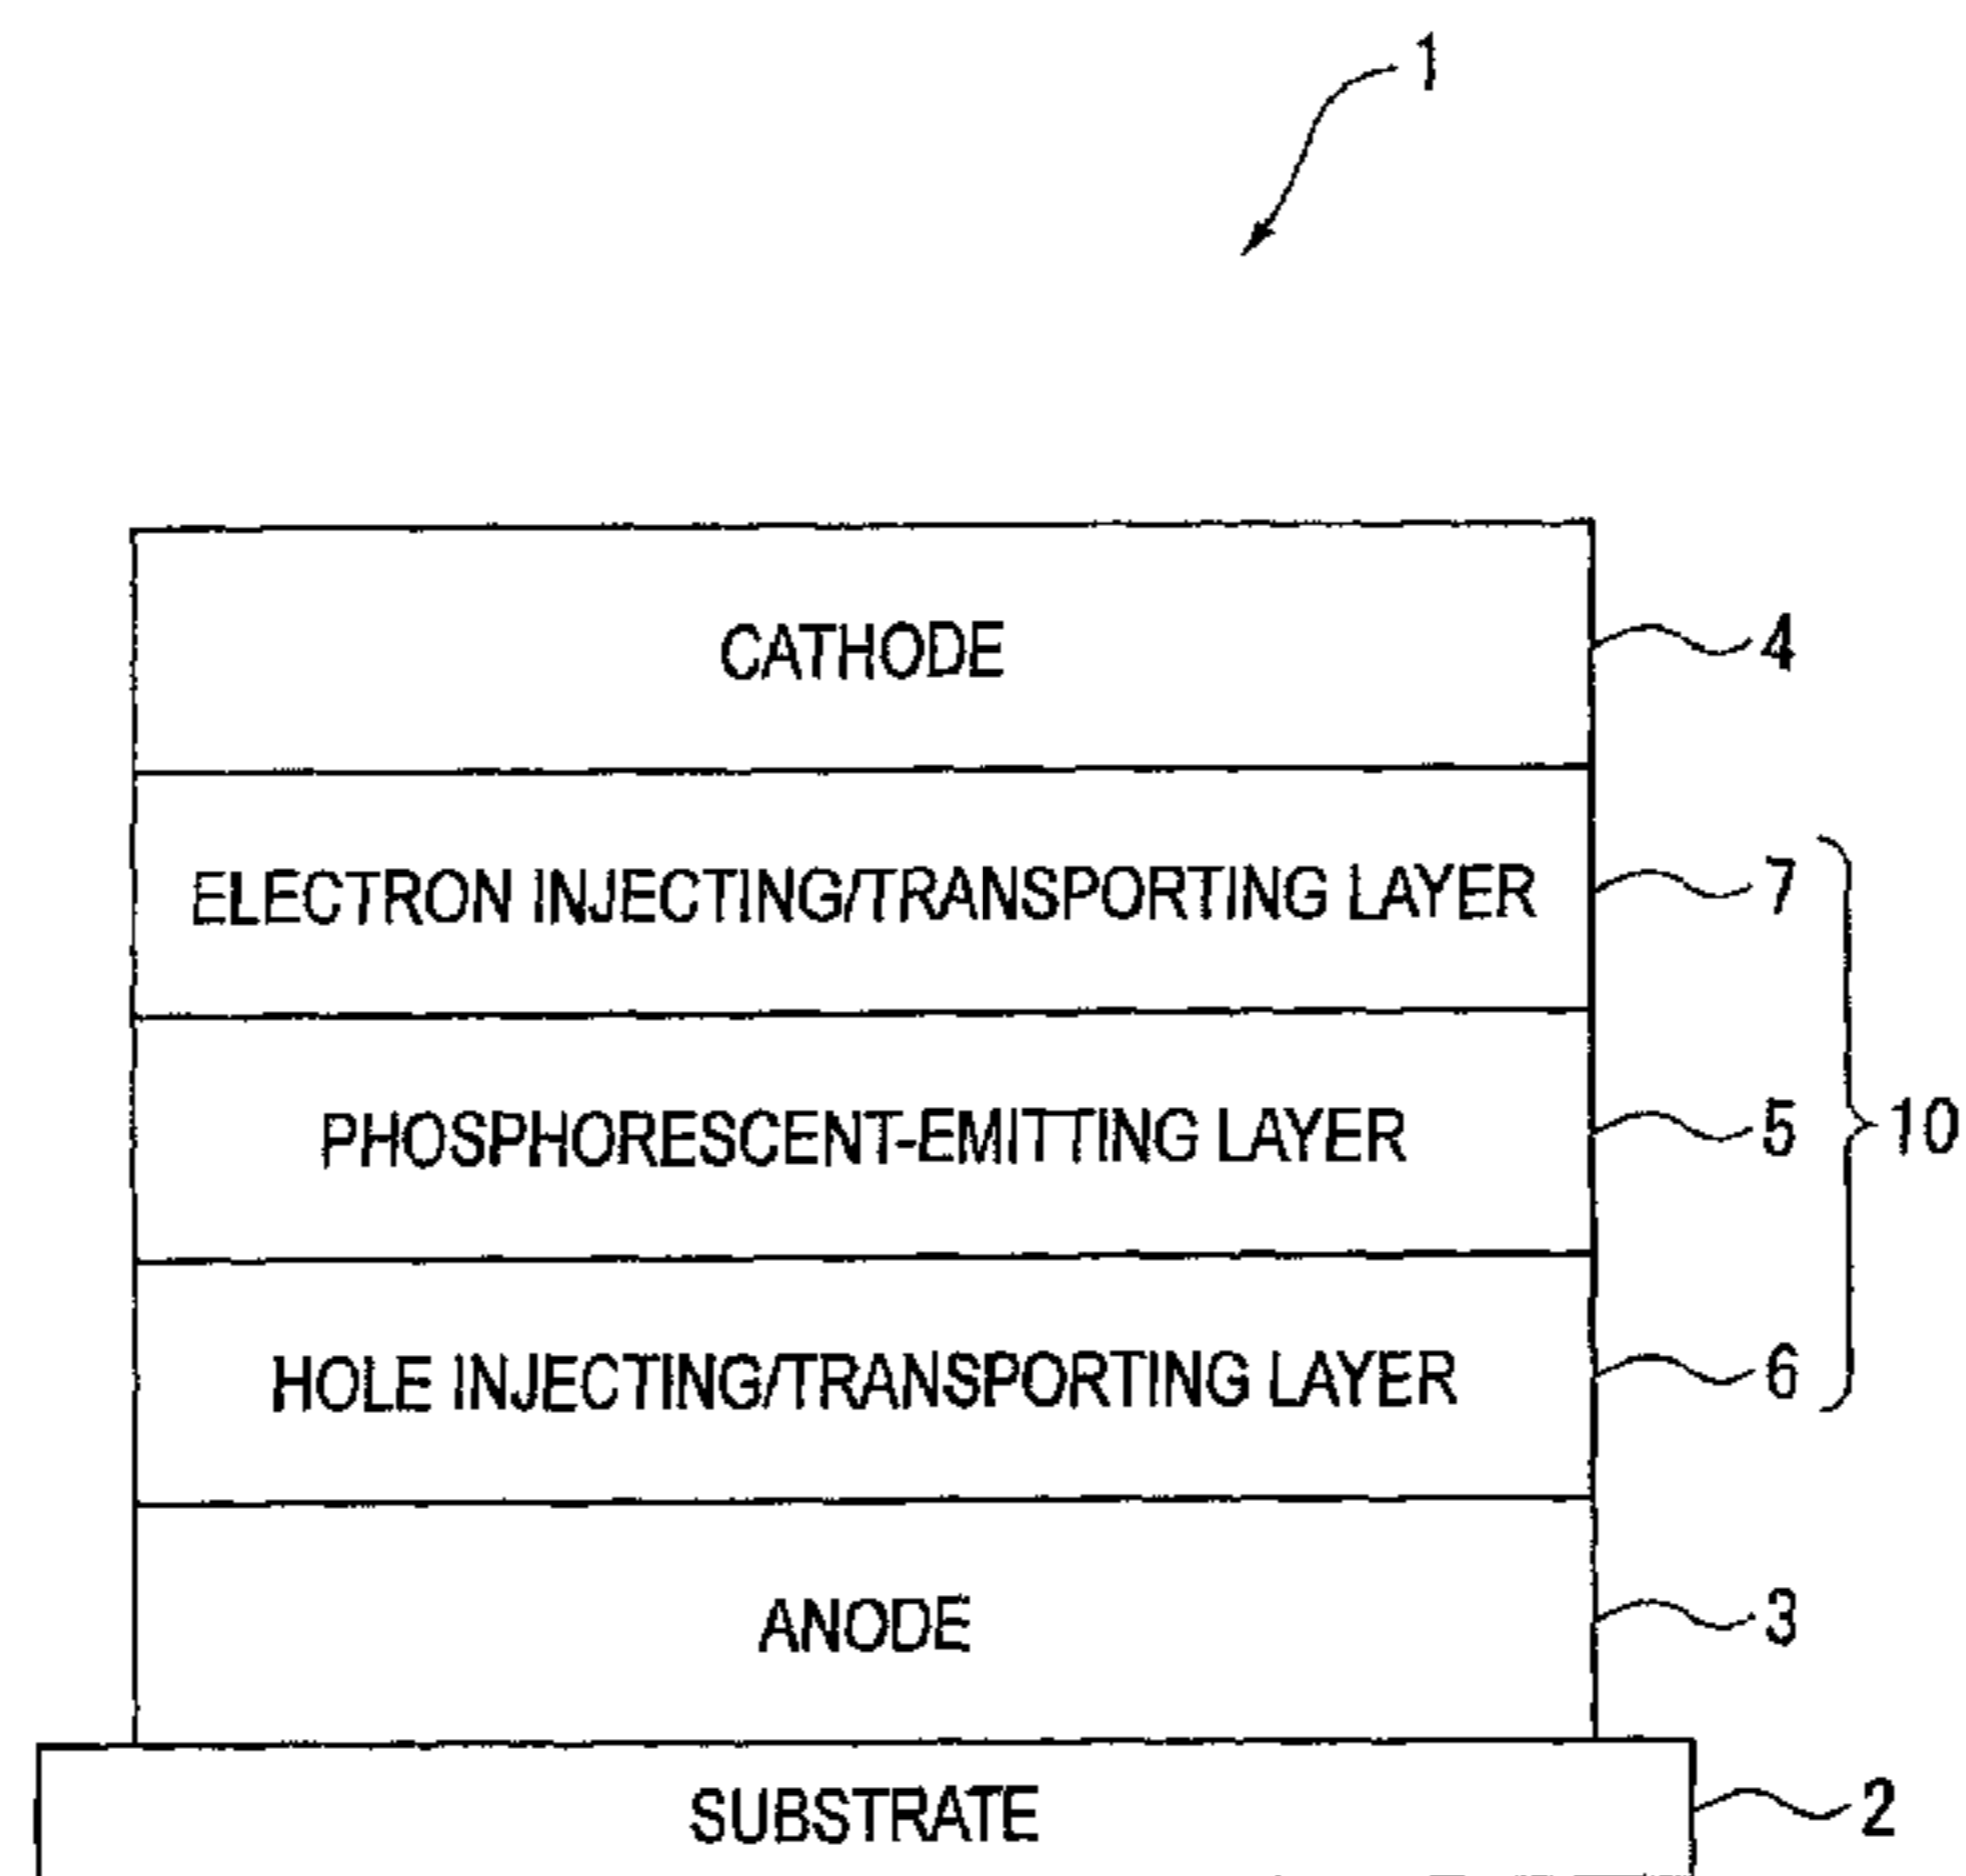 1
CATHODE 4
ELECTRON INJECTING/TRANSPORTING LAYER 7
PHOSPHORESCENT-EMITTING LAYER 5 10
HOLE INJECTING/TRANSPORTING LAYER 6
ANODE 3
SUBSTRATE 2